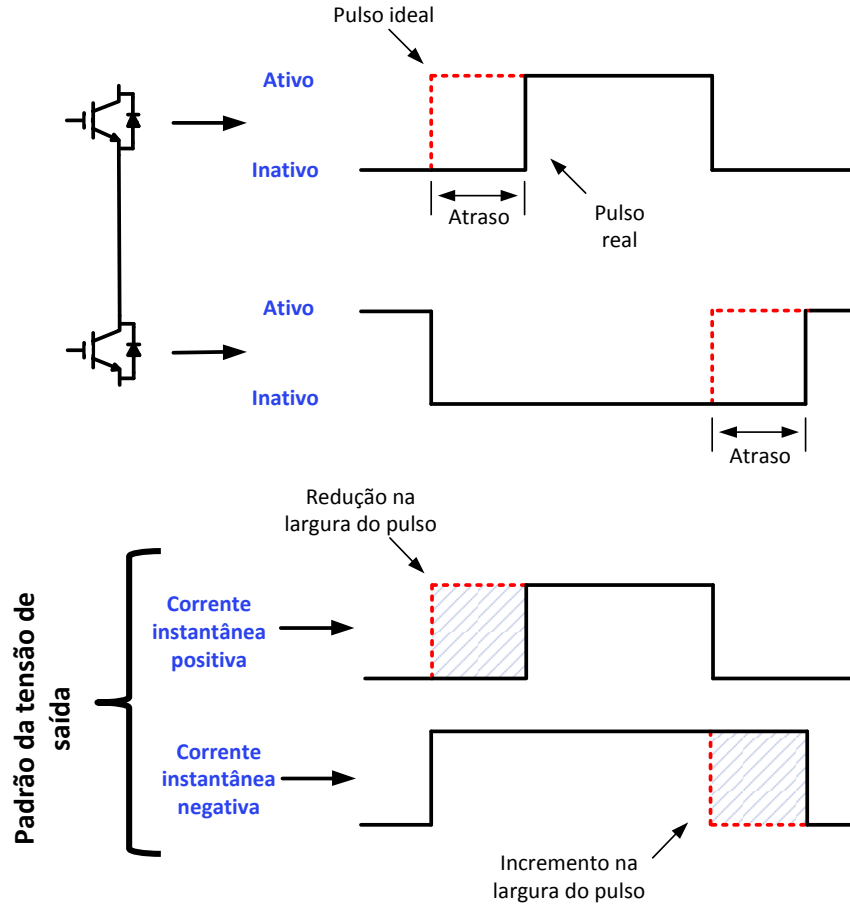 Pulso ideal
Ativo
Inativo
Atraso
Pulso
real
Ativo
Inativo
Atraso
Redução na
largura do pulso
Padrão da tensão de
saída
Corrente
instantânea
positiva
Corrente
instantânea
negativa
Incremento na
largura do pulso